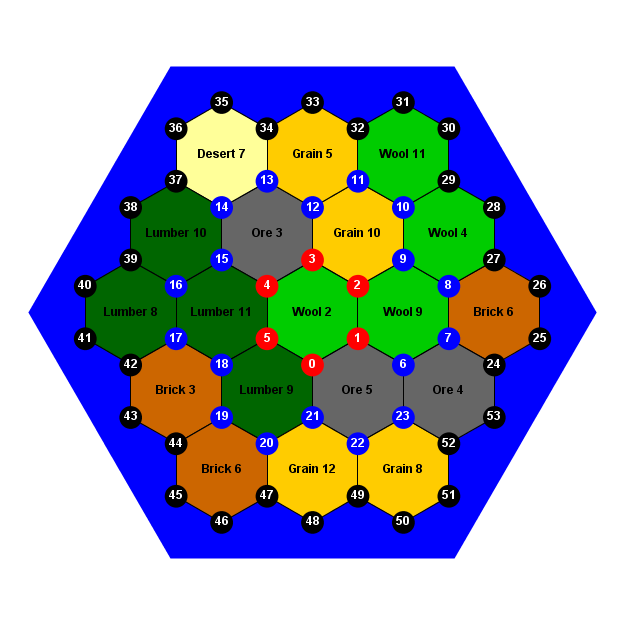 35 33 31
36 34 32 30
Desert 7 Grain 5 Wool 11
37 13 11 29
38 14 12 10 28
Lumber 10 Ore 3 Grain 10 Wool 4
39 15 3 9 27
40 16 4 2 8 26
Lumber 8 Lumber 11 Wool 2 Wool 9 Brick 6
41 17 5 1 7 25
42 18 0 6 24
Brick 3 Lumber 9 Ore 5 Ore 4
43 19 21 23 53
44 20 22 52
Brick 6 Grain 12 Grain 8
45 47 49 51
46 48 50